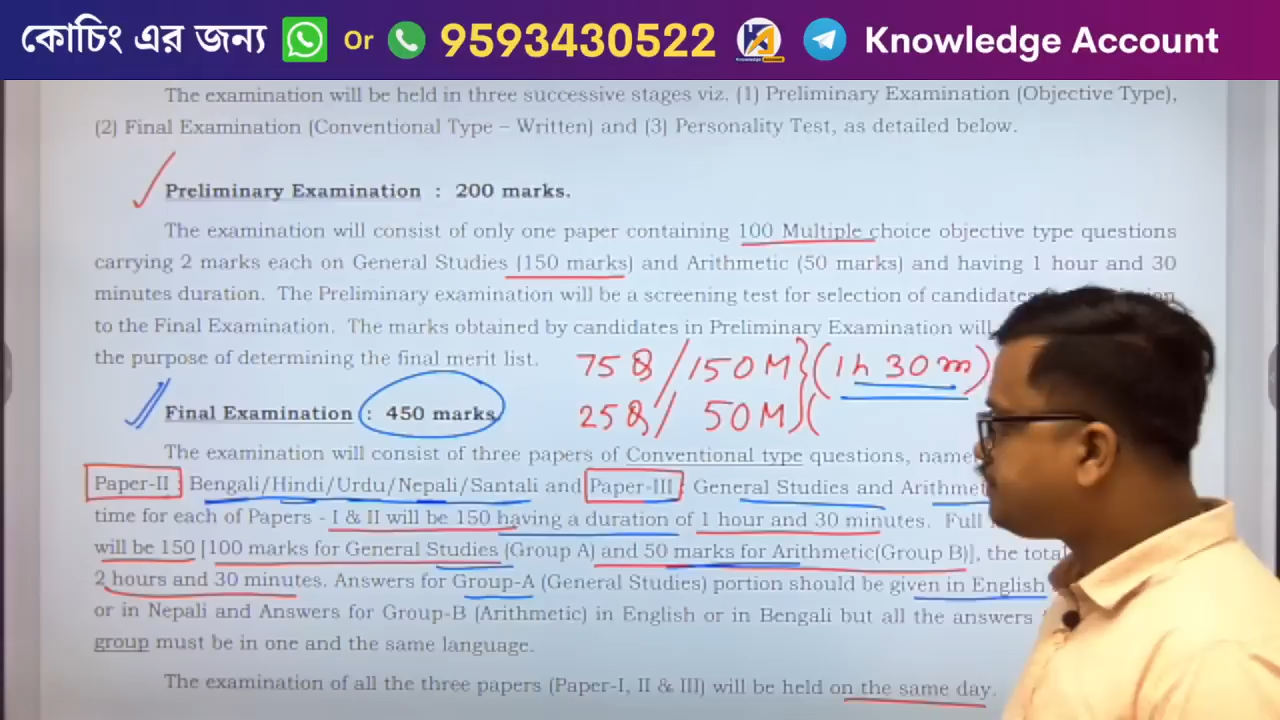 কোচিং এর জন্য Or 9593430522 Knowledge Account Knowledge Account
The examination will be held in three successive stages viz. (1) Preliminary Examination (Objective Type),
(2) Final Examination (Conventional Type – Written) and (3) Personality Test, as detailed below.
Preliminary Examination : 200 marks.
The examination will consist of only one paper containing 100 Multiple choice objective type questions
carrying 2 marks each on General Studies (150 marks) and Arithmetic (50 marks) and having 1 hour and 30
minutes duration. The Preliminary examination will be a screening test for selection of candidates
to the Final Examination. The marks obtained by candidates in Preliminary Examination will
the purpose of determining the final merit list. 75 Q / 150 M } (1h 30m)
Final Examination : 450 marks 25 Q / 50 M
The examination will consist of three papers of Conventional type questions,
Paper-II : Bengali/Hindi/Urdu/Nepali/Santali and Paper-III : General Studies and
time for each of Papers - I & II will be 150 having a duration of 1 hour and 30 minutes. Full
will be 150 [100 marks for General Studies (Group A) and 50 marks for Arithmetic(Group B)], the
2 hours and 30 minutes. Answers for Group-A (General Studies) portion should be given in English
or in Nepali and Answers for Group-B (Arithmetic) in English or in Bengali but all the answers
group must be in one and the same language.
The examination of all the three papers (Paper-I, II & III) will be held on the same day.